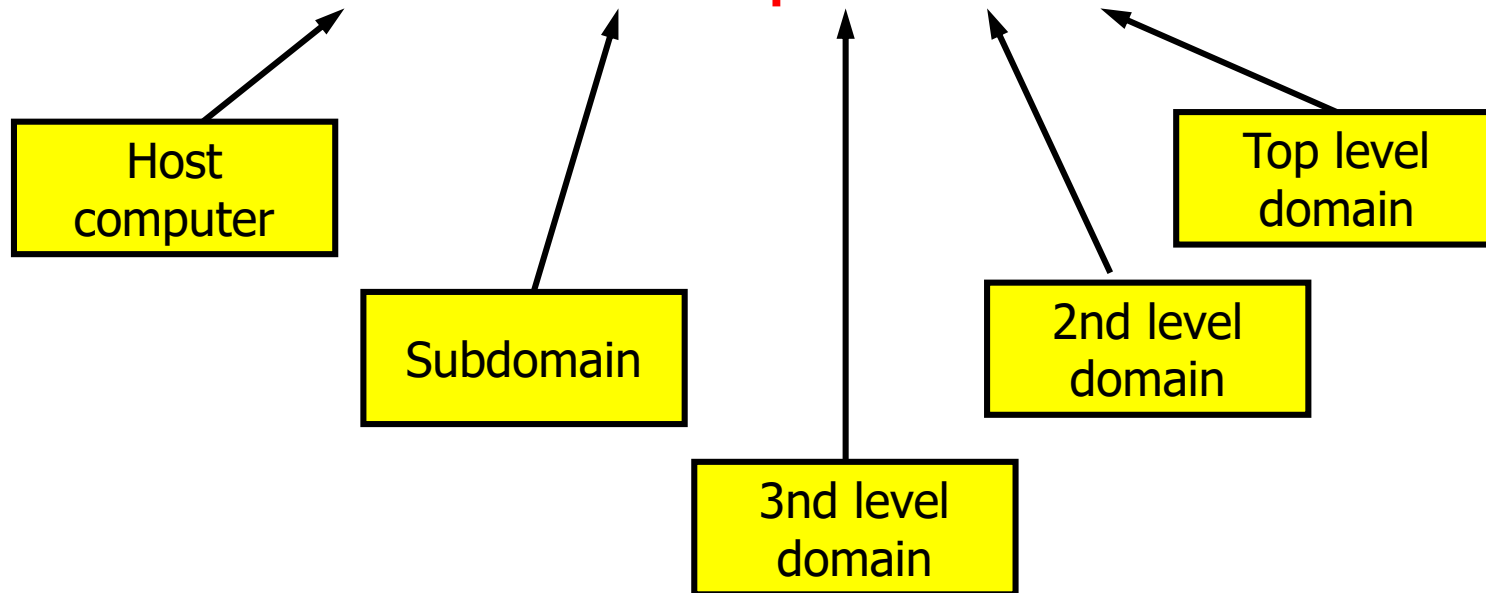 Host
computer
Subdomain
3nd level
domain
2nd level
domain
Top level
domain